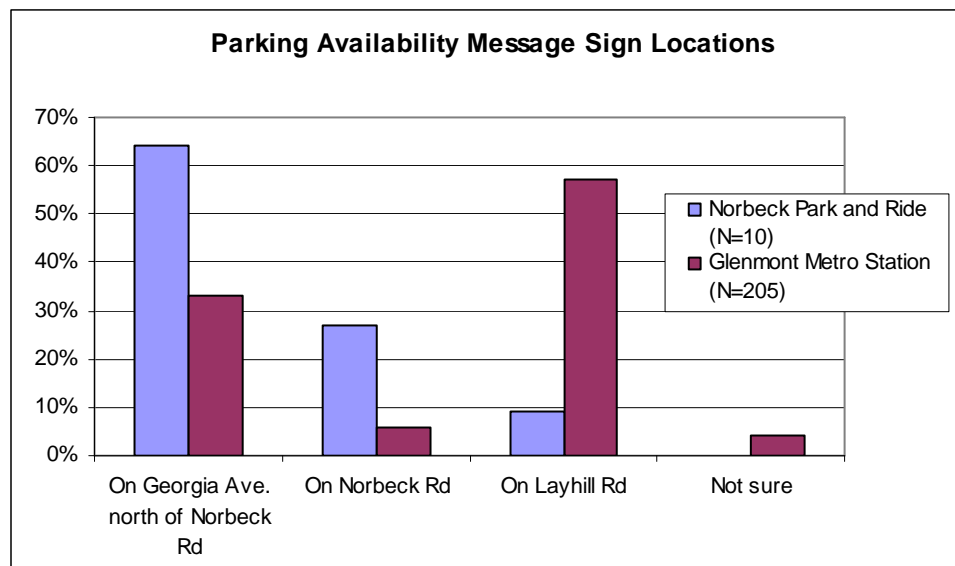 Parking Availability Message Sign Locations
70%
60%
50%
40%
30%
20%
10%
0%
On Georgia Ave.
north of Norbeck
Rd
On Norbeck Rd
On Layhill Rd
Not sure
Norbeck Park and Ride
(N=10)
Glenmont Metro Station
(N=205)